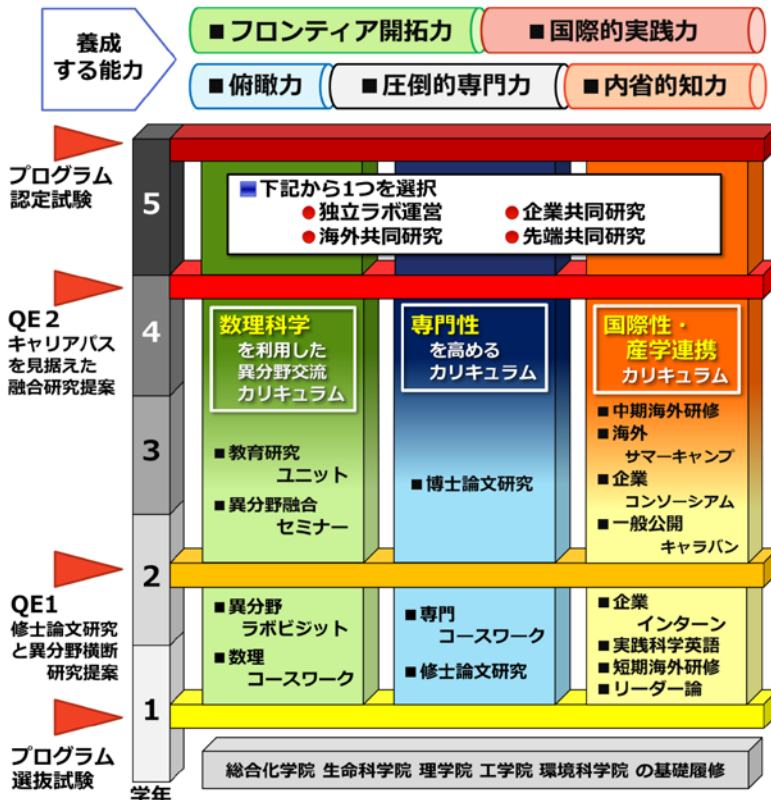 養成
する能力
■フロンティア開拓力
■国際的実践力
■俯瞰力
■圧倒的専門力
■内省的知力
プログラム
認定試験
5
■下記から1つを選択
●独立ラボ運営
●企業共同研究
●海外共同研究
●先端共同研究
QE2
キャリアパス
を見据えた
融合研究提案
4
数理科学
を利用した
異分野交流
カリキュラム
専門性
を高める
カリキュラム
国際性・
産学連携
カリキュラム
3
■教育研究
ユニット
■異分野融合
セミナー
■博士論文研究
■中期海外研修
■海外
サマーキャンプ
■企業
コンソーシアム
■一般公開
キャラバン
QE1
修士論文研究
と異分野横断
研究提案
2
■異分野
ラボビジット
■数理
コースワーク
■専門
コースワーク
■修士論文研究
■企業
インターン
■実践科学英語
■短期海外研修
■リーダー論
プログラム
選抜試験
1
学年
総合化学院 生命科学院 理学院 工学院 環境科学院 の基礎履修